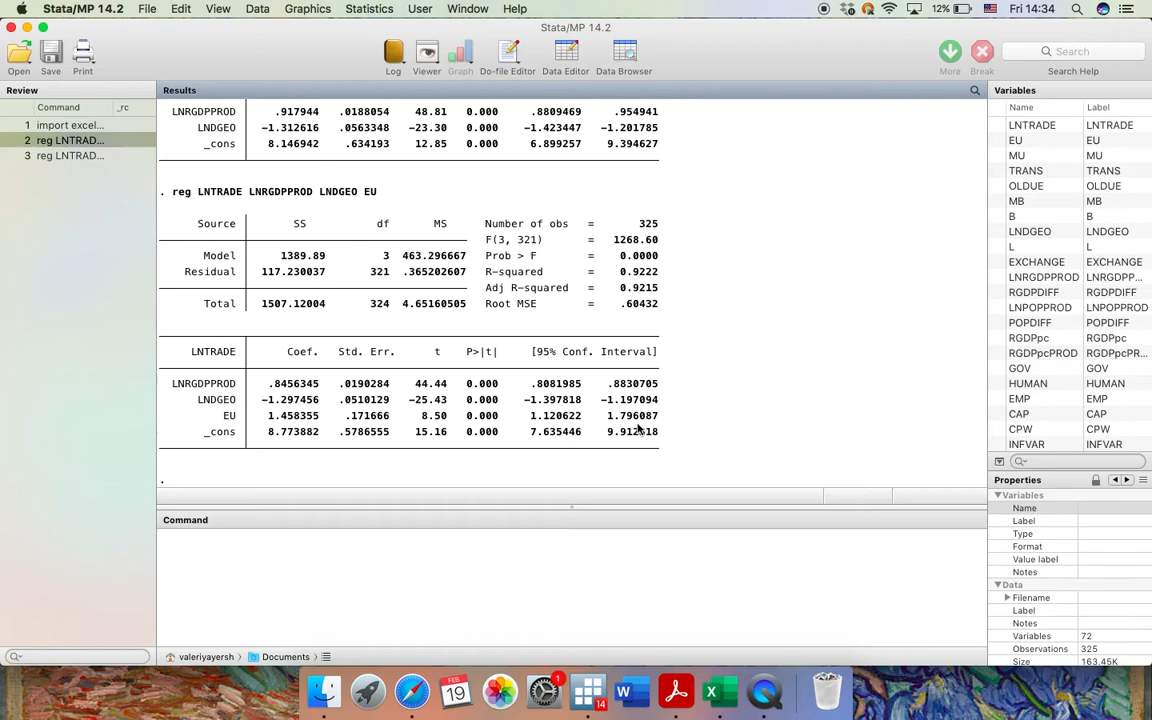 Stata/MP 14.2 File Edit View Data Graphics Statistics User Window Help 12% Fri 14:34
Stata/MP 14.2
Open Save Print Log Viewer Graph Do-file Editor Data Editor Data Browser More Break Search
Search Help
Review
Command _rc
1 import excel...
2 reg LNTRAD...
3 reg LNTRAD...
Results
LNRGDPPROD .917944 .0188054 48.81 0.000 .8809469 .954941
LNDGEO -1.312616 .0563348 -23.30 0.000 -1.423447 -1.201785
_cons 8.146942 .634193 12.85 0.000 6.899257 9.394627
. reg LNTRADE LNRGDPPROD LNDGEO EU
Source SS df MS Number of obs = 325
F(3, 321) = 1268.60
Model 1389.89 3 463.296667 Prob > F = 0.0000
Residual 117.230037 321 .365202607 R-squared = 0.9222
Adj R-squared = 0.9215
Total 1507.12004 324 4.65160505 Root MSE = .60432
LNTRADE Coef. Std. Err. t P>|t| [95% Conf. Interval]
LNRGDPPROD .8456345 .0190284 44.44 0.000 .8081985 .8830705
LNDGEO -1.297456 .0510129 -25.43 0.000 -1.397818 -1.197094
EU 1.458355 .171666 8.50 0.000 1.120622 1.796087
_cons 8.773882 .5786555 15.16 0.000 7.635446
.
Command
valeriyayersh Documents
Variables
Name Label
LNTRADE LNTRADE
EU EU
MU MU
TRANS TRANS
OLDUE OLDUE
MB MB
B B
LNDGEO LNDGEO
L L
EXCHANGE EXCHANGE
LNRGDPPROD LNRGDPP...
RGDPDIFF RGDPDIFF
LNPOPPROD LNPOPPROD
POPDIFF POPDIFF
RGDPpc RGDPpc
RGDPpcPROD RGDPpcPR...
GOV GOV
HUMAN HUMAN
EMP EMP
CAP CAP
CPW CPW
INFVAR INFVAR
Properties
Variables
Name
Label
Type
Format
Value label
Notes
Data
Filename
Label
Notes
Variables 72
Observations 325
Size 163.45K
FEB
19
1
14